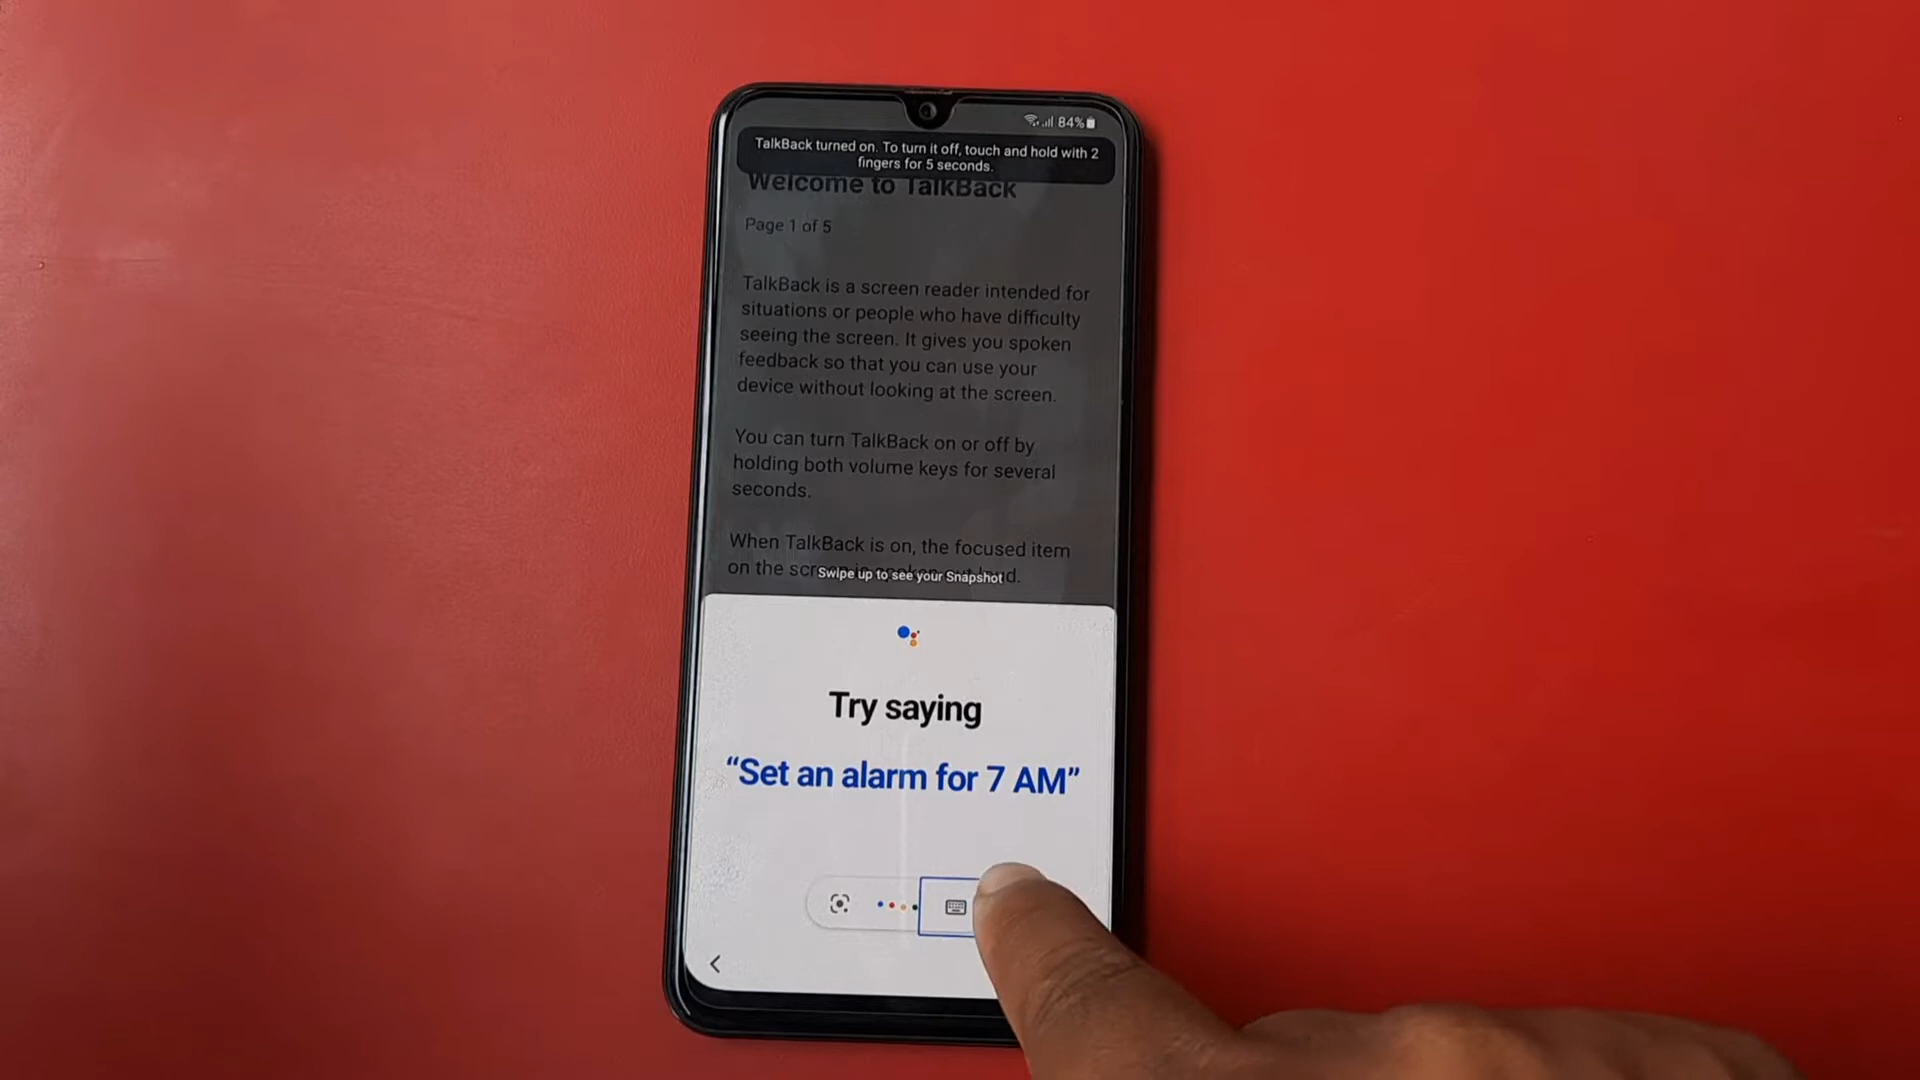 84%
TalkBack turned on. To turn it off, touch and hold with 2
fingers for 5 seconds.
Welcome to TalkBack
Page 1 of 5
TalkBack is a screen reader intended for
situations or people who have difficulty
seeing the screen. It gives you spoken
feedback so that you can use your
device without looking at the screen.
You can turn TalkBack on or off by
holding both volume keys for several
seconds.
When TalkBack is on, the focused item
on the
Swipe up to see your Snapshot
Try saying
“Set an alarm for 7 AM”